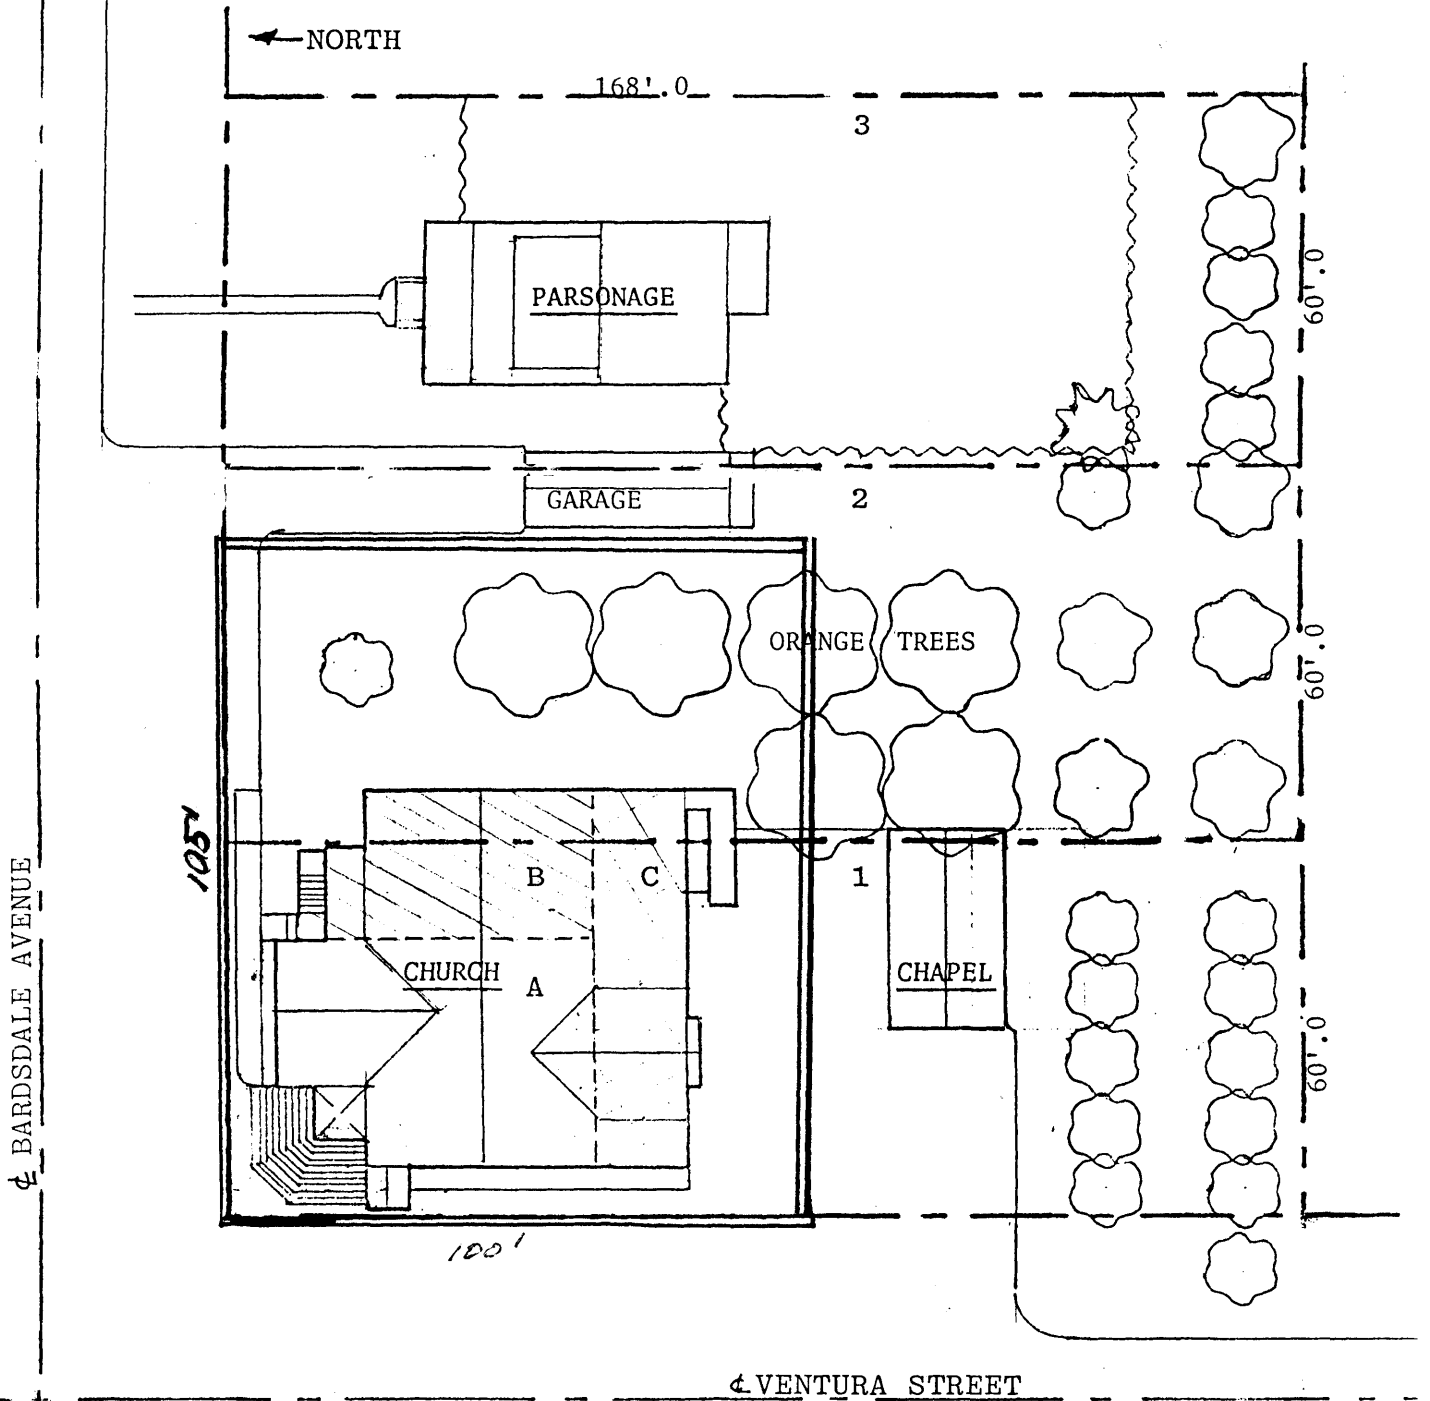 NORTH
168'.0
3
60'.0
PARSONAGE
2
GARAGE
ORANGE TREES
60'.0
105'
B
C
1
CHURCH
A
CHAPEL
60'.0
℄ BARDSDALE AVENUE
100'
℄ VENTURA STREET